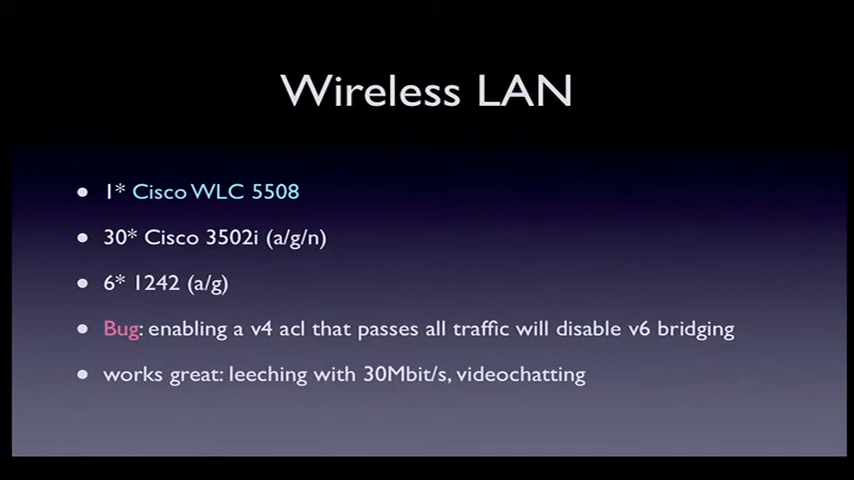 Wireless LAN
1* Cisco WLC 5508
30* Cisco 3502i (a/g/n)
6* 1242 (a/g)
Bug: enabling a v4 acl that passes all traffic will disable v6 bridging
works great: leeching with 30Mbit/s, videochatting